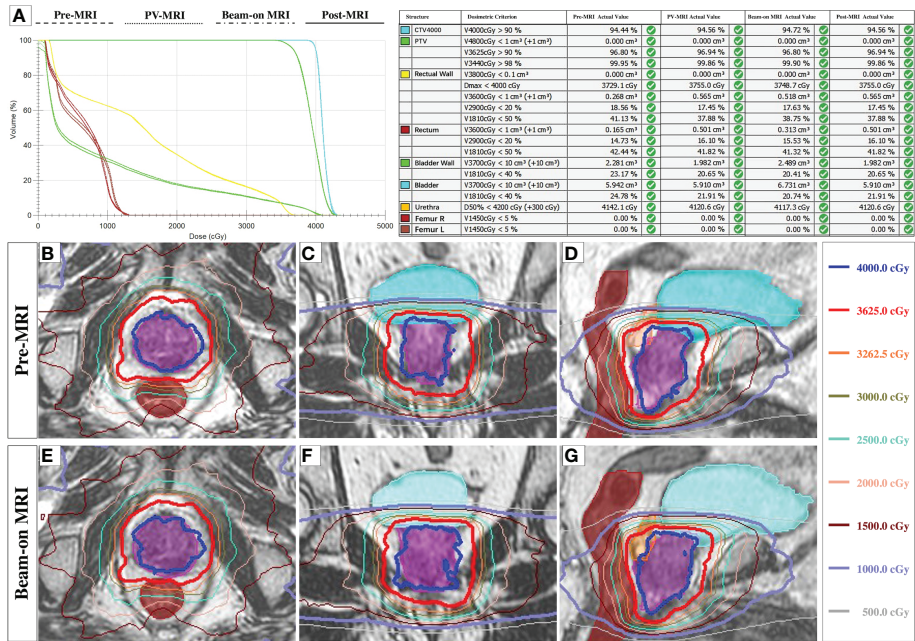 A
Pre-MRI PV-MRI Beam-on MRI Post-MRI
Volume (%)
100
80
60
40
20
0
0 1000 2000 3000 4000 5000
Dose (cGy)
Structure Dosimetric Criterion Pre-MRI Actual Value PV-MRI Actual Value Beam-on MRI Actual Value Post-MRI Actual Value
CTV4000 V4000cGy > 90 % 94.44 % 94.56 % 94.72 % 94.56 %
PTV V4800cGy < 1 cm³ (+1 cm³) 0.000 cm³ 0.000 cm³ 0.000 cm³ 0.000 cm³
V3625cGy > 90 % 96.80 % 96.94 % 96.80 % 96.94 %
V3440cGy > 98 % 99.95 % 99.86 % 99.90 % 99.86 %
Rectual Wall V3800cGy < 0.1 cm³ 0.000 cm³ 0.000 cm³ 0.000 cm³ 0.000 cm³
Dmax < 4000 cGy 3729.1 cGy 3755.0 cGy 3748.7 cGy 3755.0 cGy
V3600cGy < 1 cm³ (+1 cm³) 0.268 cm³ 0.565 cm³ 0.518 cm³ 0.565 cm³
V2900cGy < 20 % 18.56 % 17.45 % 17.63 % 17.45 %
V1810cGy < 50 % 41.13 % 37.88 % 38.75 % 37.88 %
Rectum V3600cGy < 1 cm³ (+1 cm³) 0.165 cm³ 0.501 cm³ 0.313 cm³ 0.501 cm³
V2900cGy < 20 % 14.73 % 16.10 % 15.53 % 16.10 %
V1810cGy < 50 % 42.44 % 41.82 % 41.32 % 41.82 %
Bladder Wall V3700cGy < 10 cm³ (+10 cm³) 2.281 cm³ 1.982 cm³ 2.489 cm³ 1.982 cm³
V1810cGy < 40 % 23.17 % 20.65 % 20.41 % 20.65 %
Bladder V3700cGy < 10 cm³ (+10 cm³) 5.942 cm³ 5.910 cm³ 6.731 cm³ 5.910 cm³
V1810cGy < 40 % 24.78 % 21.91 % 20.74 % 21.91 %
Urethra D50% < 4200 cGy (+300 cGy) 4142.1 cGy 4120.6 cGy 4117.3 cGy 4120.6 cGy
Femur R V1450cGy < 5 % 0.00 % 0.00 % 0.00 % 0.00 %
Femur L V1450cGy < 5 % 0.00 % 0.00 % 0.00 % 0.00 %
Pre-MRI
B
C
D
Beam-on MRI
E
F
G
4000.0 cGy
3625.0 cGy
3262.5 cGy
3000.0 cGy
2500.0 cGy
2000.0 cGy
1500.0 cGy
1000.0 cGy
500.0 cGy